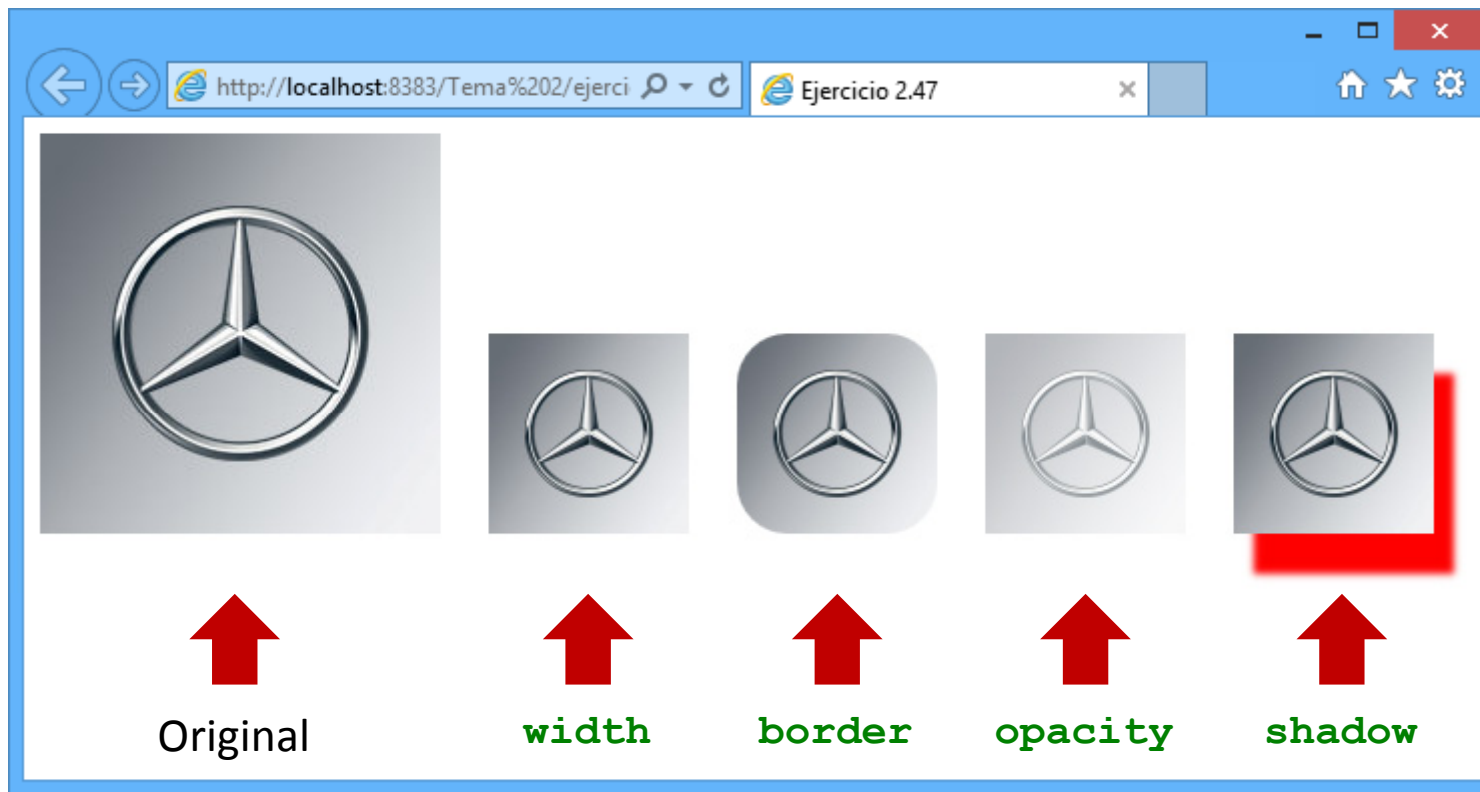 http://localhost:8383/Tema%202/ejerci
Ejercicio 2.47
Original
width
border
opacity
shadow